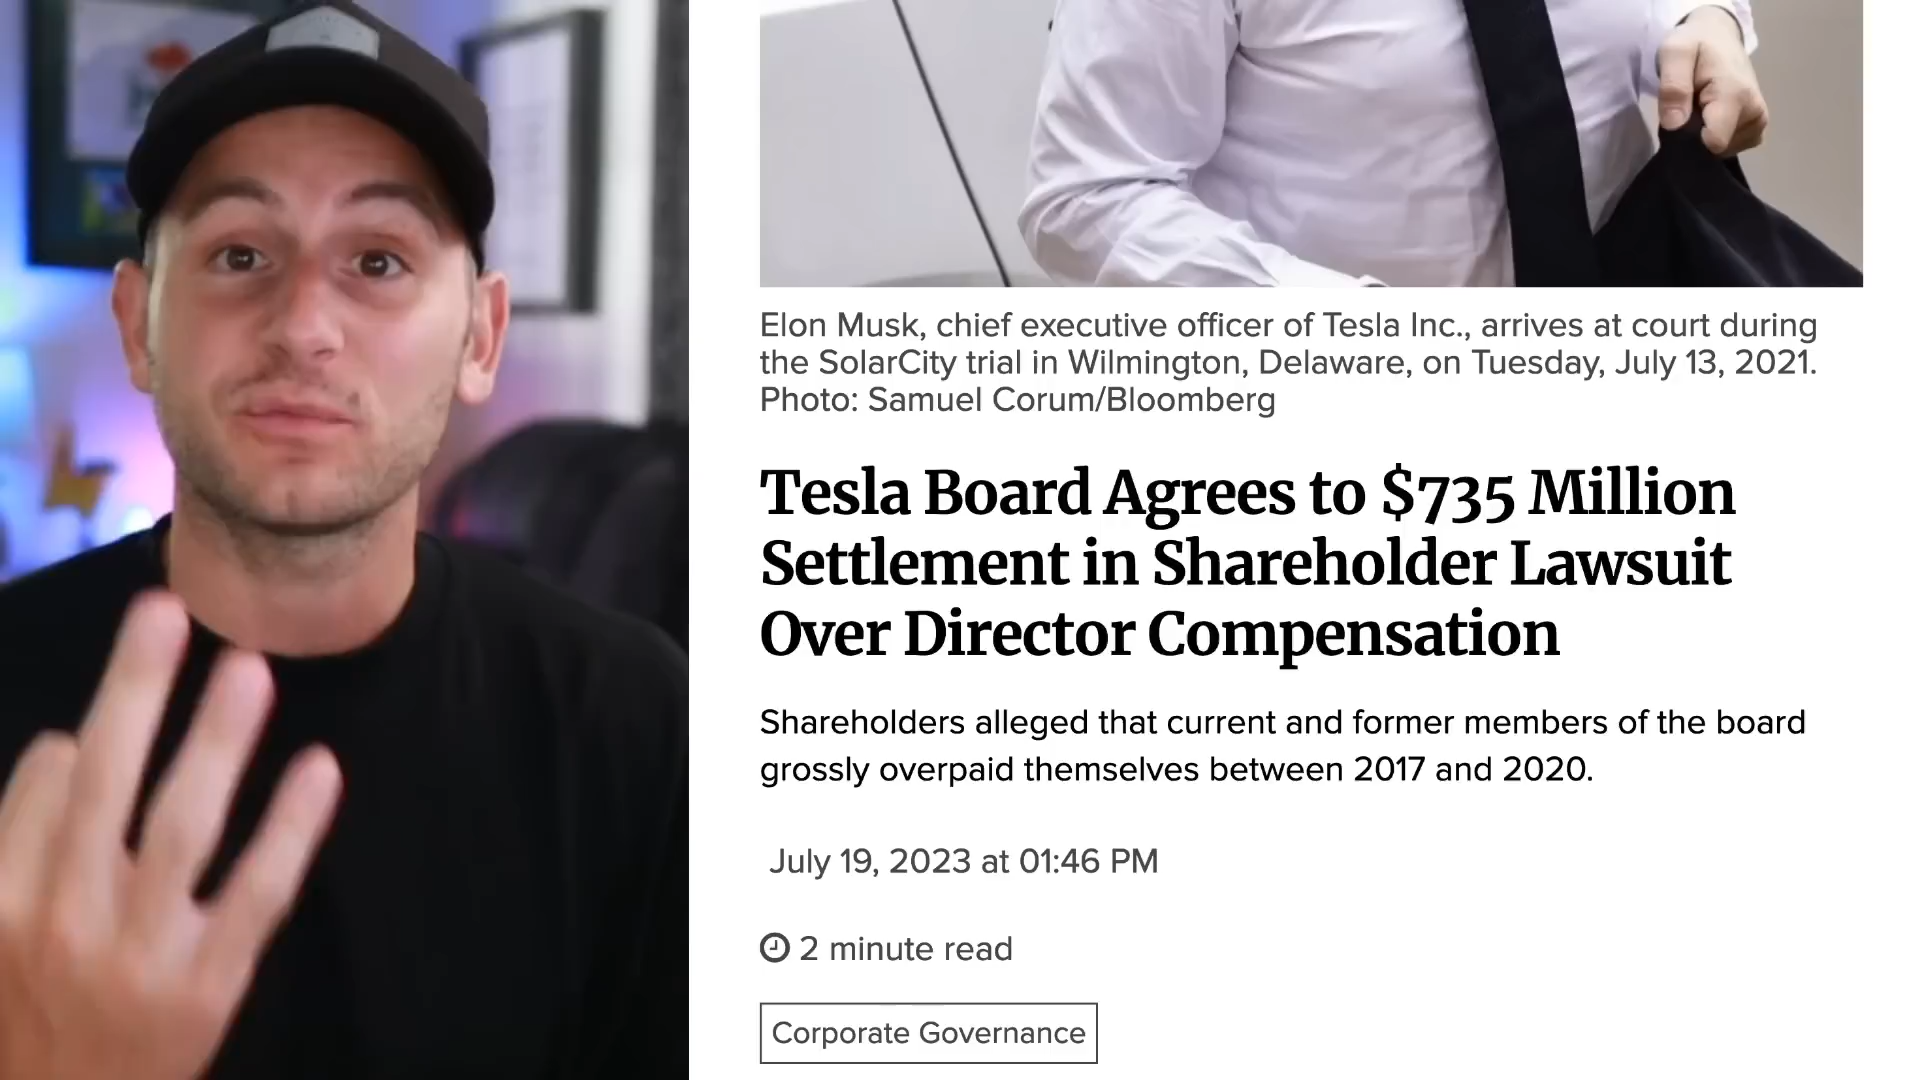 Elon Musk, chief executive officer of Tesla Inc., arrives at court during
the SolarCity trial in Wilmington, Delaware, on Tuesday, July 13, 2021.
Photo: Samuel Corum/Bloomberg
Tesla Board Agrees to $735 Million
Settlement in Shareholder Lawsuit
Over Director Compensation
Shareholders alleged that current and former members of the board
grossly overpaid themselves between 2017 and 2020.
July 19, 2023 at 01:46 PM
2 minute read
Corporate Governance